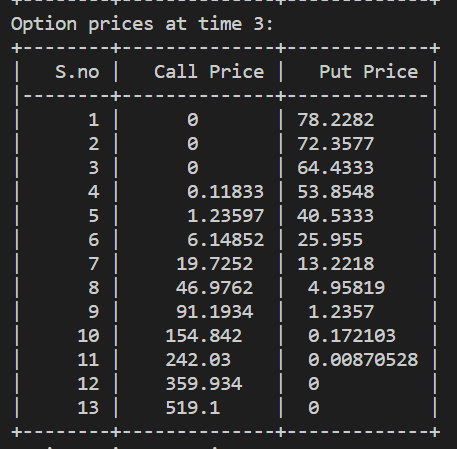 Option prices at time 3:
+--------+--------------+-------------+
|   S.no |   Call Price |   Put Price |
|--------+--------------+-------------|
|      1 |      0       | 78.2282     |
|      2 |      0       | 72.3577     |
|      3 |      0       | 64.4333     |
|      4 |      0.11833 | 53.8548     |
|      5 |      1.23597 | 40.5333     |
|      6 |      6.14852 | 25.955      |
|      7 |     19.7252  | 13.2218     |
|      8 |     46.9762  |  4.95819    |
|      9 |     91.1934  |  1.2357     |
|     10 |    154.842   |  0.172103   |
|     11 |    242.03    |  0.00870528 |
|     12 |    359.934   |  0          |
|     13 |    519.1     |  0          |
+--------+--------------+-------------+